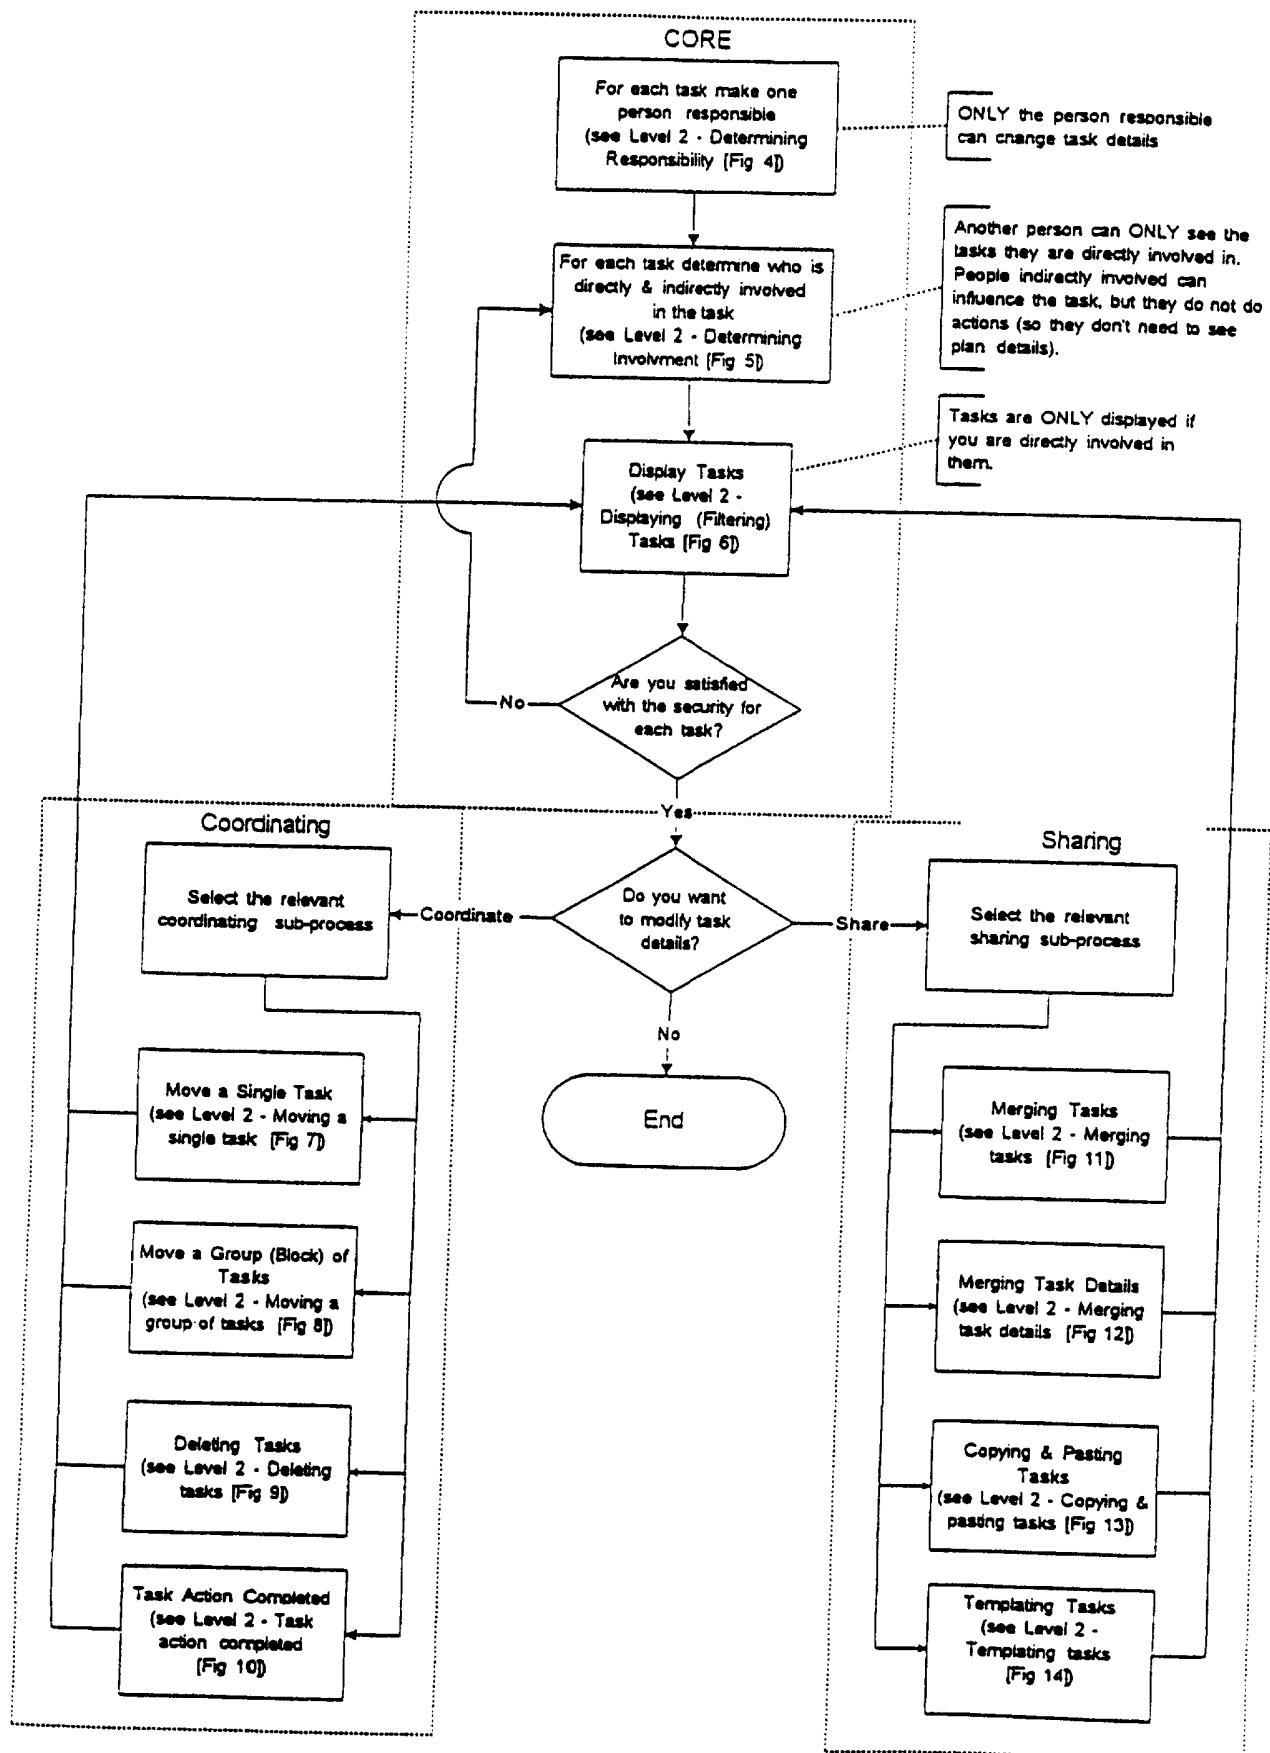 CORE
For each task make one
person responsible
(see Level 2 - Determining
Responsibility [Fig 4])
ONLY the person responsible
can change task details
For each task determine who is
directly & indirectly involved
in the task
(see Level 2 - Determining
Involvment [Fig 5])
Another person can ONLY see the
tasks they are directly involved in.
People indirectly involved can
influence the task, but they do not do
actions (so they don't need to see
plan details).
Display Tasks
(see Level 2 -
Displaying (Filtering)
Tasks [Fig 6])
Tasks are ONLY displayed if
you are directly involved in
them.
Are you satisfied
with the security for
each task?
No
Yes
Do you want
to modify task
details?
Coordinate
Share
No
End
Coordinating
Select the relevant
coordinating sub-process
Move a Single Task
(see Level 2 - Moving a
single task [Fig 7])
Move a Group (Block) of
Tasks
(see Level 2 - Moving a
group of tasks [Fig 8])
Deleting Tasks
(see Level 2 - Deleting
tasks [Fig 9])
Task Action Completed
(see Level 2 - Task
action completed
[Fig 10])
Sharing
Select the relevant
sharing sub-process
Merging Tasks
(see Level 2 - Merging
tasks [Fig 11])
Merging Task Details
(see Level 2 - Merging
task details [Fig 12])
Copying & Pasting
Tasks
(see Level 2 - Copying &
pasting tasks [Fig 13])
Templating Tasks
(see Level 2 -
Templating tasks
[Fig 14])